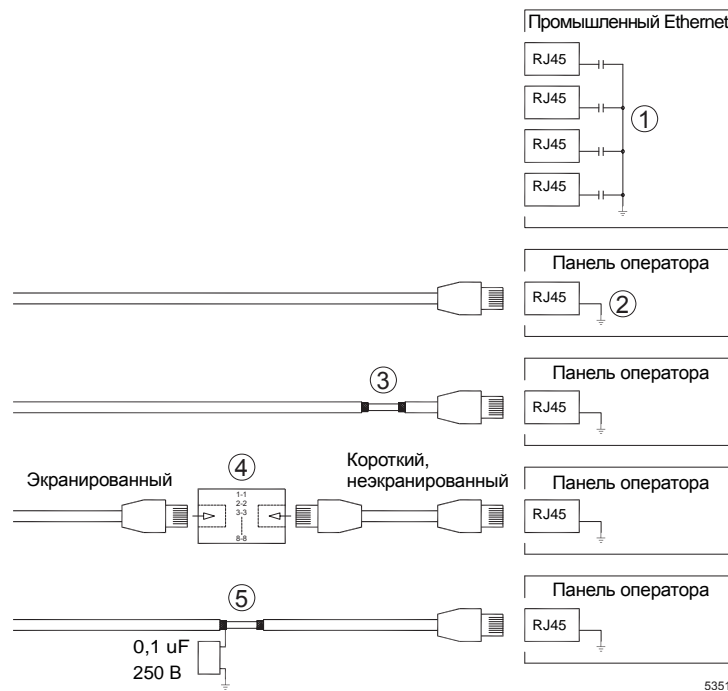 Промышленный Ethernet
RJ45
RJ45
1
RJ45
RJ45
Панель оператора
RJ45
2
Панель оператора
3
RJ45
Экранированный
4
Короткий,
неэкранированный
Панель оператора
1-1
2-2
3-3
8-8
RJ45
Панель оператора
5
RJ45
0,1 uF
250 В
5351